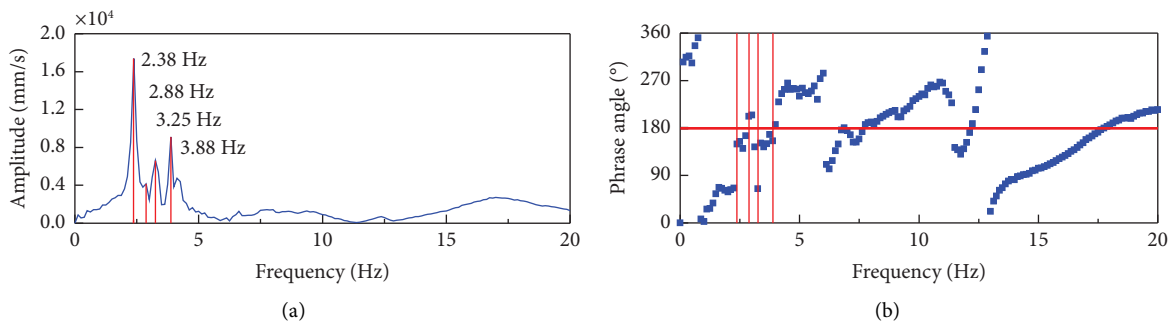 ×10⁴
2.0
1.6
1.2
0.8
0.4
0.0
Amplitude (mm/s)
2.38 Hz
2.88 Hz
3.25 Hz
3.88 Hz
0 5 10 15 20
Frequency (Hz)
(a)
360
270
180
90
0
Phrase angle (°)
0 5 10 15 20
Frequency (Hz)
(b)